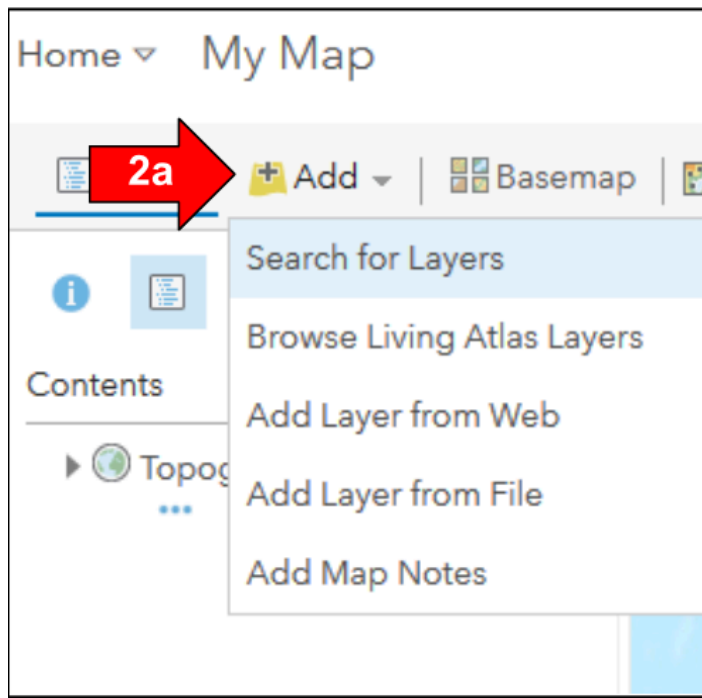 Home My Map
2a Add Basemap
Search for Layers
Browse Living Atlas Layers
Contents
Add Layer from Web
Topog
Add Layer from File
Add Map Notes